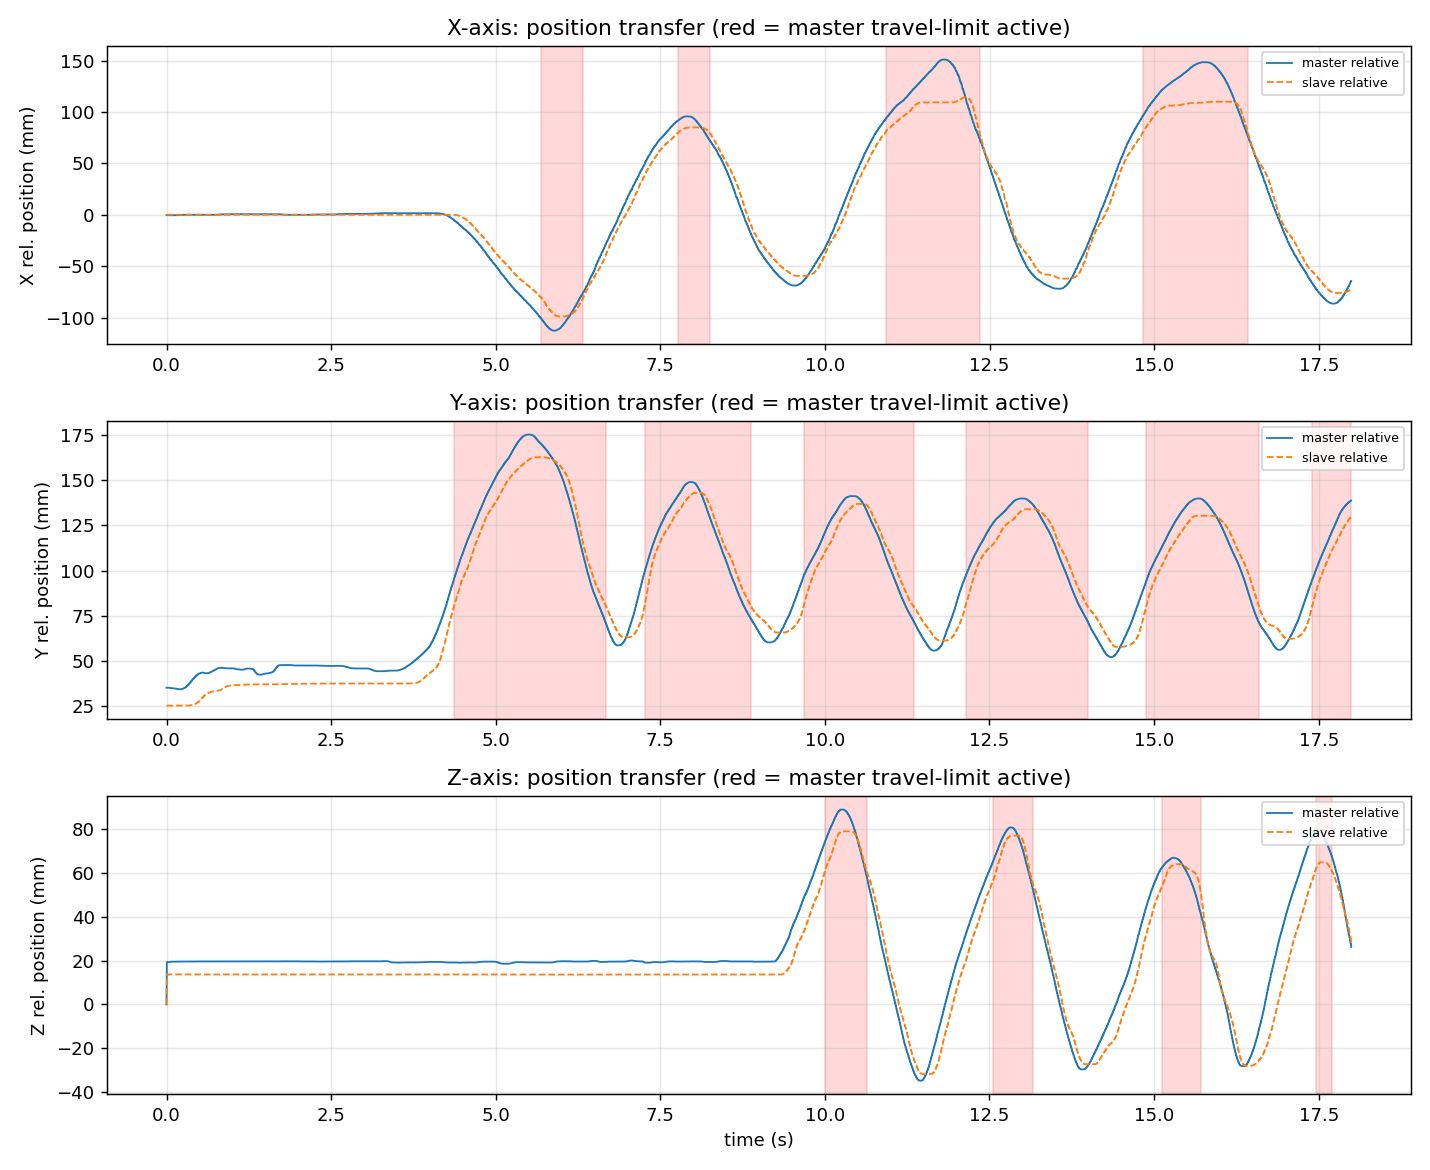 X-axis: position transfer (red = master travel-limit active)
X rel. position (mm)
150
100
50
0
−50
−100
master relative
slave relative
0.0 2.5 5.0 7.5 10.0 12.5 15.0 17.5
Y-axis: position transfer (red = master travel-limit active)
Y rel. position (mm)
175
150
125
100
75
50
25
master relative
slave relative
0.0 2.5 5.0 7.5 10.0 12.5 15.0 17.5
Z-axis: position transfer (red = master travel-limit active)
Z rel. position (mm)
80
60
40
20
0
−20
−40
master relative
slave relative
0.0 2.5 5.0 7.5 10.0 12.5 15.0 17.5
time (s)